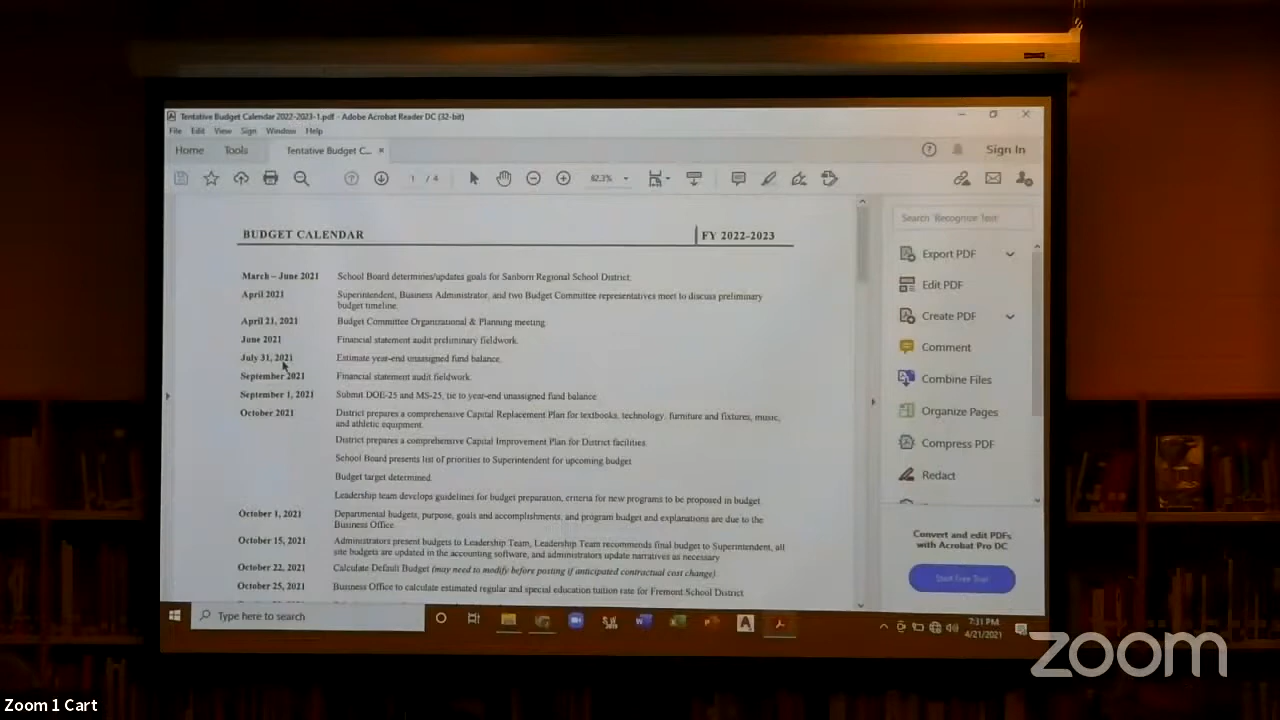 Tentative Budget Calendar 2022-2023-1.pdf - Adobe Acrobat Reader DC (32-bit)
File Edit View Sign Window Help
Home Tools Tentative Budget C... × Sign In
1 / 4 82.3%
BUDGET CALENDAR FY 2022-2023
Search 'Recognize Text'
March – June 2021 School Board determines/updates goals for Sanborn Regional School District.
April 2021 Superintendent, Business Administrator, and two Budget Committee representatives meet to discuss preliminary
budget timeline.
April 21, 2021 Budget Committee Organizational & Planning meeting
June 2021 Financial statement audit preliminary fieldwork.
July 31, 2021 Estimate year-end unassigned fund balance.
September 2021 Financial statement audit fieldwork.
September 1, 2021 Submit DOE-25 and MS-25, tie to year-end unassigned fund balance
October 2021 District prepares a comprehensive Capital Replacement Plan for textbooks, technology, furniture and fixtures, music,
and athletic equipment.
District prepares a comprehensive Capital Improvement Plan for District facilities.
School Board presents list of priorities to Superintendent for upcoming budget
Budget target determined.
Leadership team develops guidelines for budget preparation, criteria for new programs to be proposed in budget.
October 1, 2021 Departmental budgets, purpose, goals and accomplishments, and program budget and explanations are due to the
Business Office.
October 15, 2021 Administrators present budgets to Leadership Team, Leadership Team recommends final budget to Superintendent, all
site budgets are updated in the accounting software, and administrators update narratives as necessary
October 22, 2021 Calculate Default Budget (may need to modify before posting if anticipated contractual cost change).
October 25, 2021 Business Office to calculate estimated regular and special education tuition rate for Fremont School District
Export PDF
Edit PDF
Create PDF
Comment
Combine Files
Organize Pages
Compress PDF
Redact
Convert and edit PDFs
with Acrobat Pro DC
Start Free Trial
Type here to search
7:31 PM
4/21/2021
zoom
Zoom 1 Cart